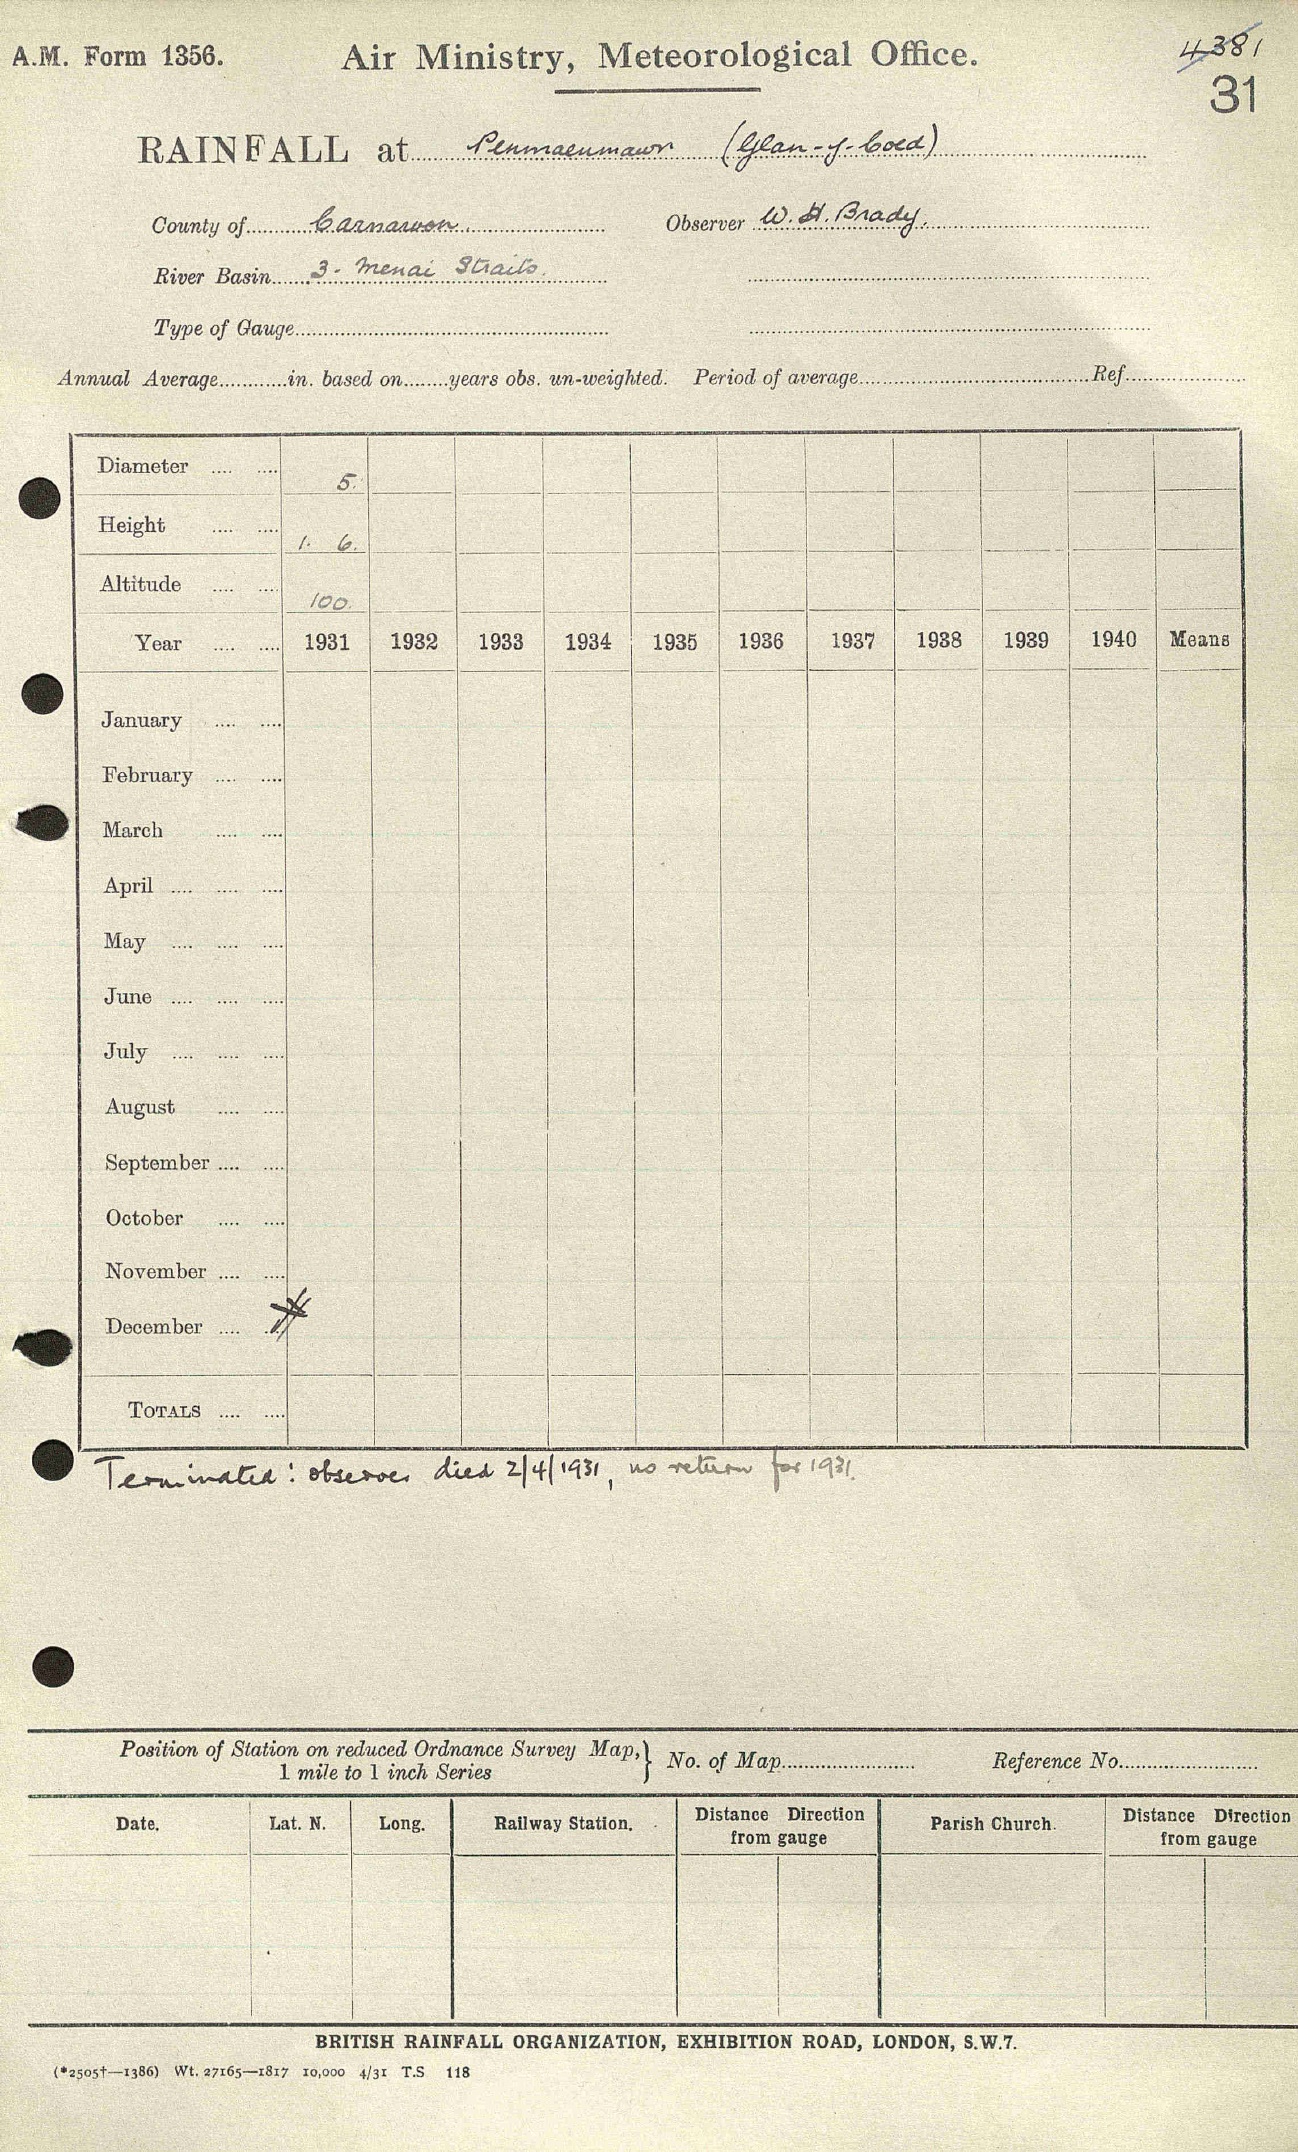 A.M. Form 1356.
Air Ministry, Meteorological Office.
4381
31
RAINFALL at Penmaenmawr (Glan-y-Coed)
County of Carnarvon.
Observer W. H. Brady.
River Basin 3. Menai Straits.
Type of Gauge
Annual Average in. based on years obs. un-weighted. Period of average Ref.
Diameter 5.
Height 1. 6.
Altitude 100.
Year 1931 1932 1933 1934 1935 1936 1937 1938 1939 1940 Means
January
February
March
April
May
June
July
August
September
October
November
December
TOTALS
Terminated: observer died 2/4/1931, no return for 1931.
Position of Station on reduced Ordnance Survey Map, } No. of Map Reference No.
1 mile to 1 inch Series
Date. Lat. N. Long. Railway Station. Distance Direction from gauge Parish Church. Distance Direction from gauge
BRITISH RAINFALL ORGANIZATION, EXHIBITION ROAD, LONDON, S.W.7.
(*2505†—1386) Wt. 27165—1817 10,000 4/31 T.S 118